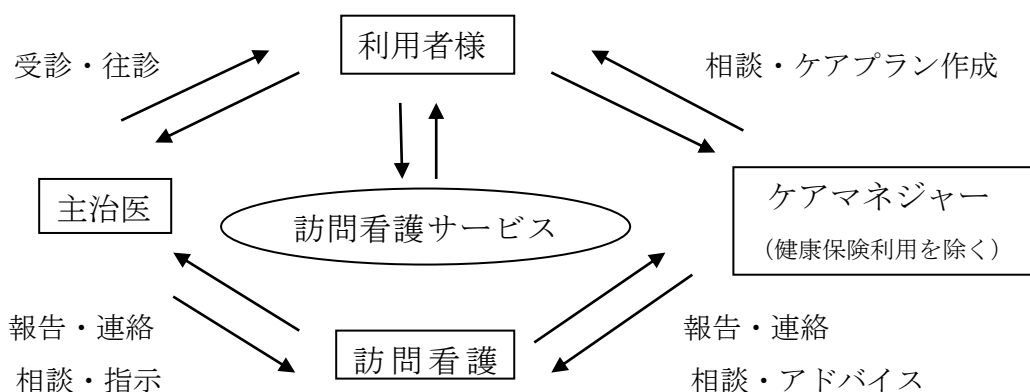 利用者様
受診・往診
相談・ケアプラン作成
主治医
訪問看護サービス
ケアマネジャー
（健康保険利用を除く）
報告・連絡
相談・指示
訪問看護
報告・連絡
相談・アドバイス